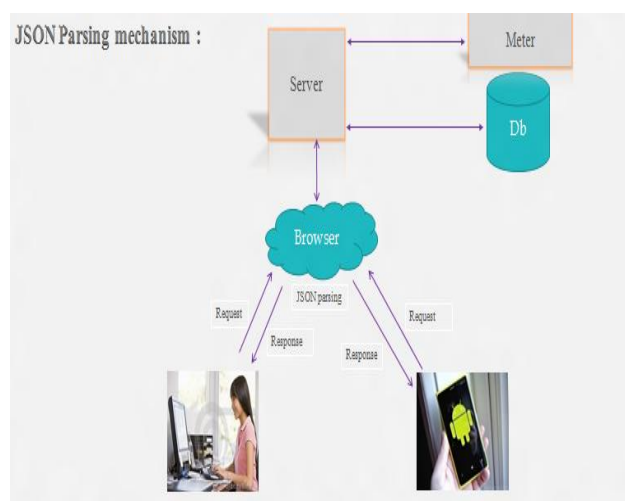 JSON Parsing mechanism :
Meter
Server
Db
Browser
JSON parsing
Request
Request
Response
Response